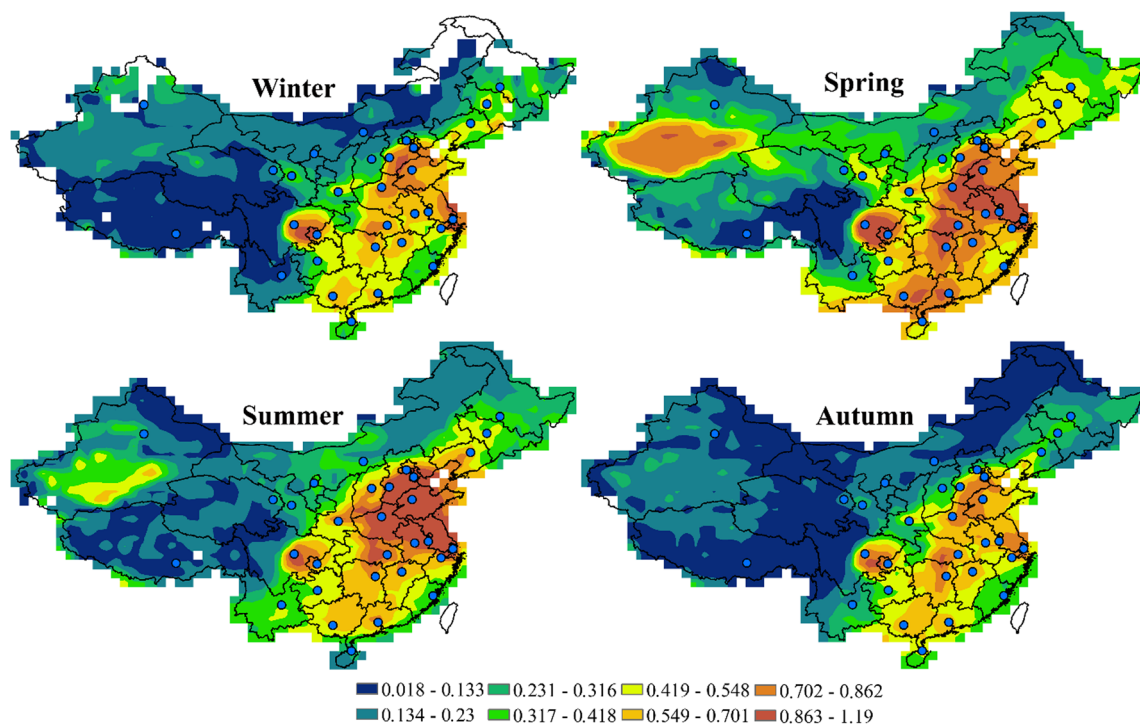 Winter
Spring
Summer
Autumn
0.018 - 0.133 0.231 - 0.316 0.419 - 0.548 0.702 - 0.862
0.134 - 0.23 0.317 - 0.418 0.549 - 0.701 0.863 - 1.19